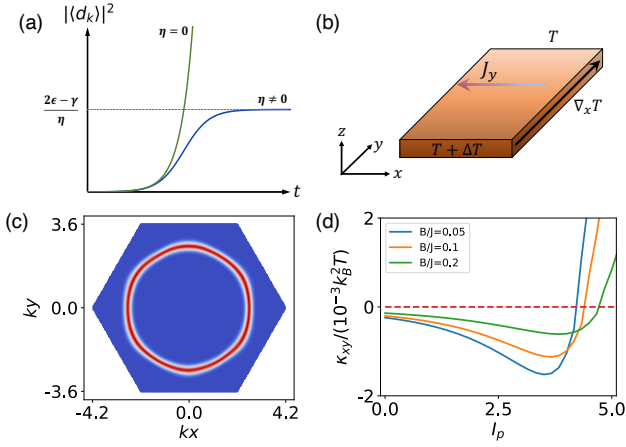 (a)
|⟨d_k⟩|²
η = 0
η ≠ 0
2ϵ − γ
η
t
(b)
T
J_y
∇_x T
T + ΔT
z
y
x
(c)
ky
3.6
0.0
-3.6
-4.2
0.0
4.2
kx
(d)
κ_xy/(10⁻³k_B²T)
2
0
-2
B/J=0.05
B/J=0.1
B/J=0.2
0.0
2.5
5.0
I_p